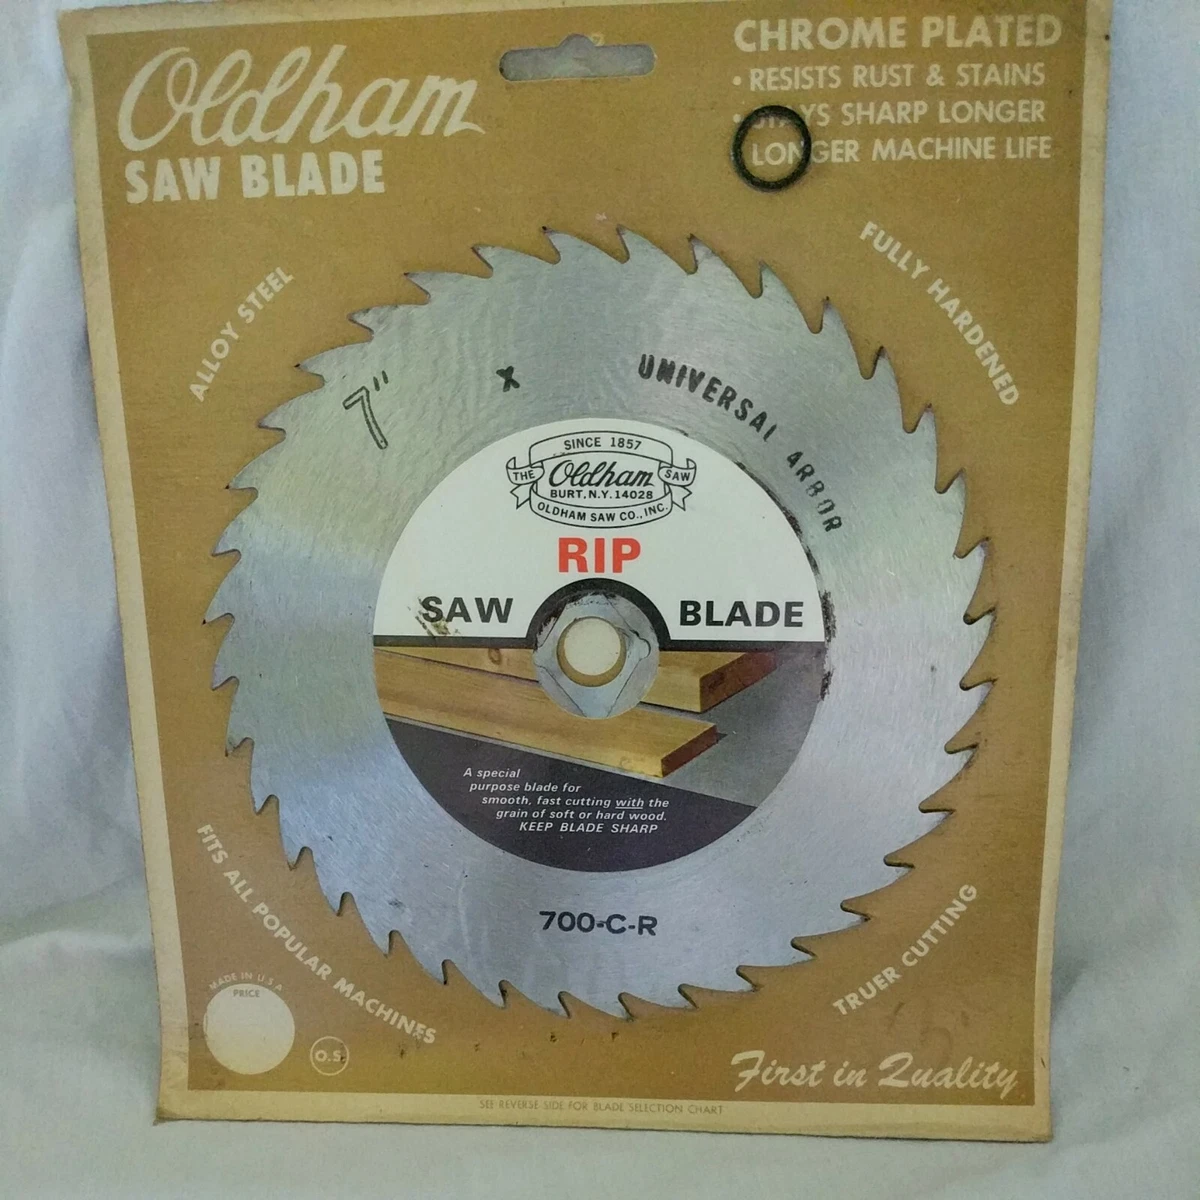 Oldham
SAW BLADE
CHROME PLATED
• RESISTS RUST & STAINS
• STAYS SHARP LONGER
LONGER MACHINE LIFE
ALLOY STEEL
FULLY HARDENED
7" x UNIVERSAL ARBOR
SINCE 1857
THE Oldham SAW
BURT, N.Y. 14028
OLDHAM SAW CO., INC.
RIP
SAW BLADE
A special
purpose blade for
smooth, fast cutting with the
grain of soft or hard wood.
KEEP BLADE SHARP
700-C-R
FITS ALL POPULAR MACHINES
TRUER CUTTING
MADE IN U.S.A.
PRICE
O.S.
First in Quality
SEE REVERSE SIDE FOR BLADE SELECTION CHART